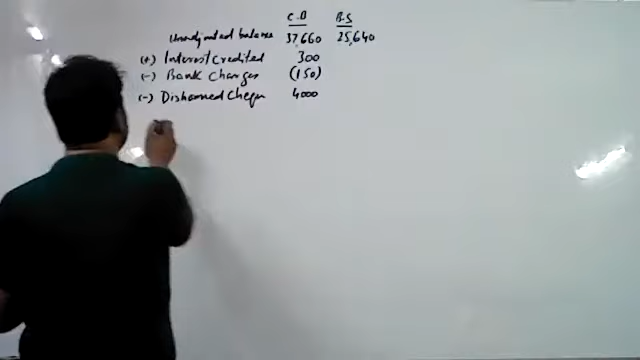 C.B B.S
Unadjusted balance 37,660 25,640
(+) Interest Credited 300
(-) Bank Charges (150)
(-) Dishonored Cheque 4000